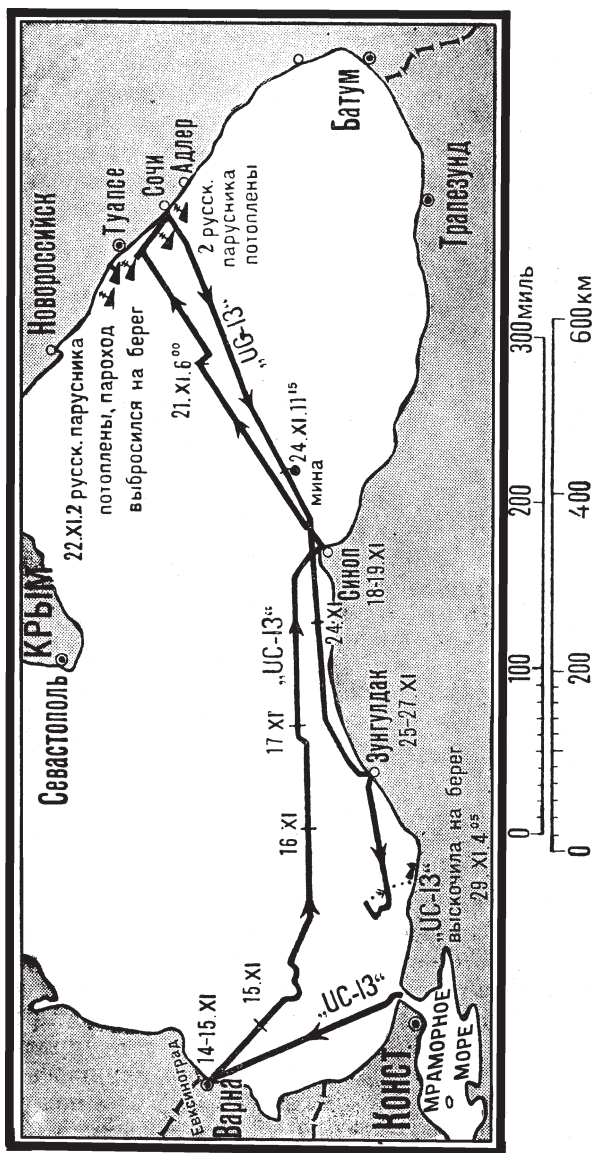 Евксиноград
Варна
14–15. XI
15. XI
16 XI
17 XI
„UC–13“
„UC–13“
КРЫМ
Севастополь
Новороссийск
Туапсе
Сочи
Адлер
Батум
Трапезунд
22.XI.2 русск. парусника
потоплены, пароход
выбросился на берег
2 русск.
парусника
потоплены
21. XI. 6⁰⁰
„UG–13“
24. XI. 11¹⁵
мина
Синоп
18–19. XI
24. XI
Зунгулдак
25–27. XI
„UC–13“
выскочила на берег
29. XI. 4⁰⁵
Конст.
МРАМОРНОЕ
МОРЕ
0 100 200 300 миль
0 200 400 600 км